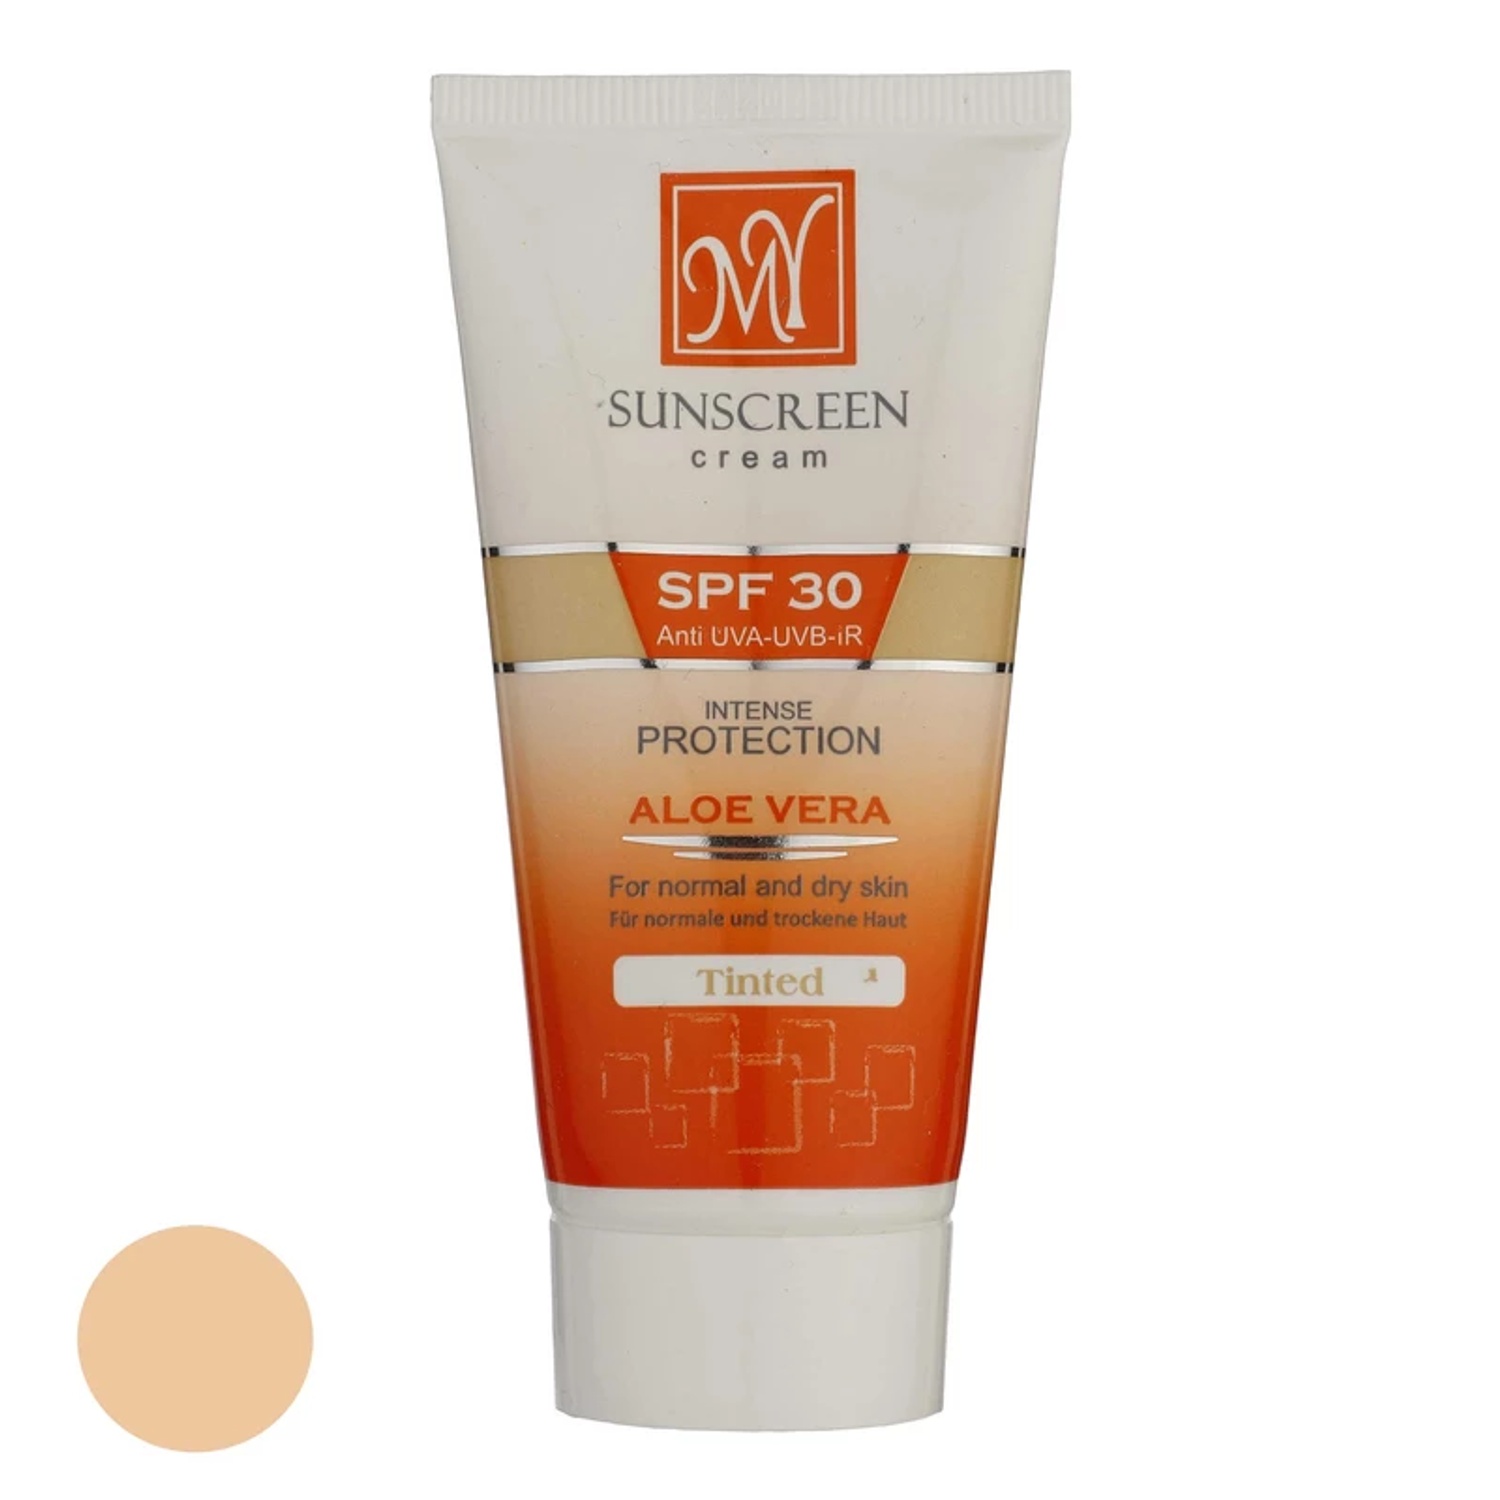 MY
SUNSCREEN
cream
SPF 30
Anti UVA-UVB-iR
INTENSE
PROTECTION
ALOE VERA
For normal and dry skin
Für normale und trockene Haut
Tinted